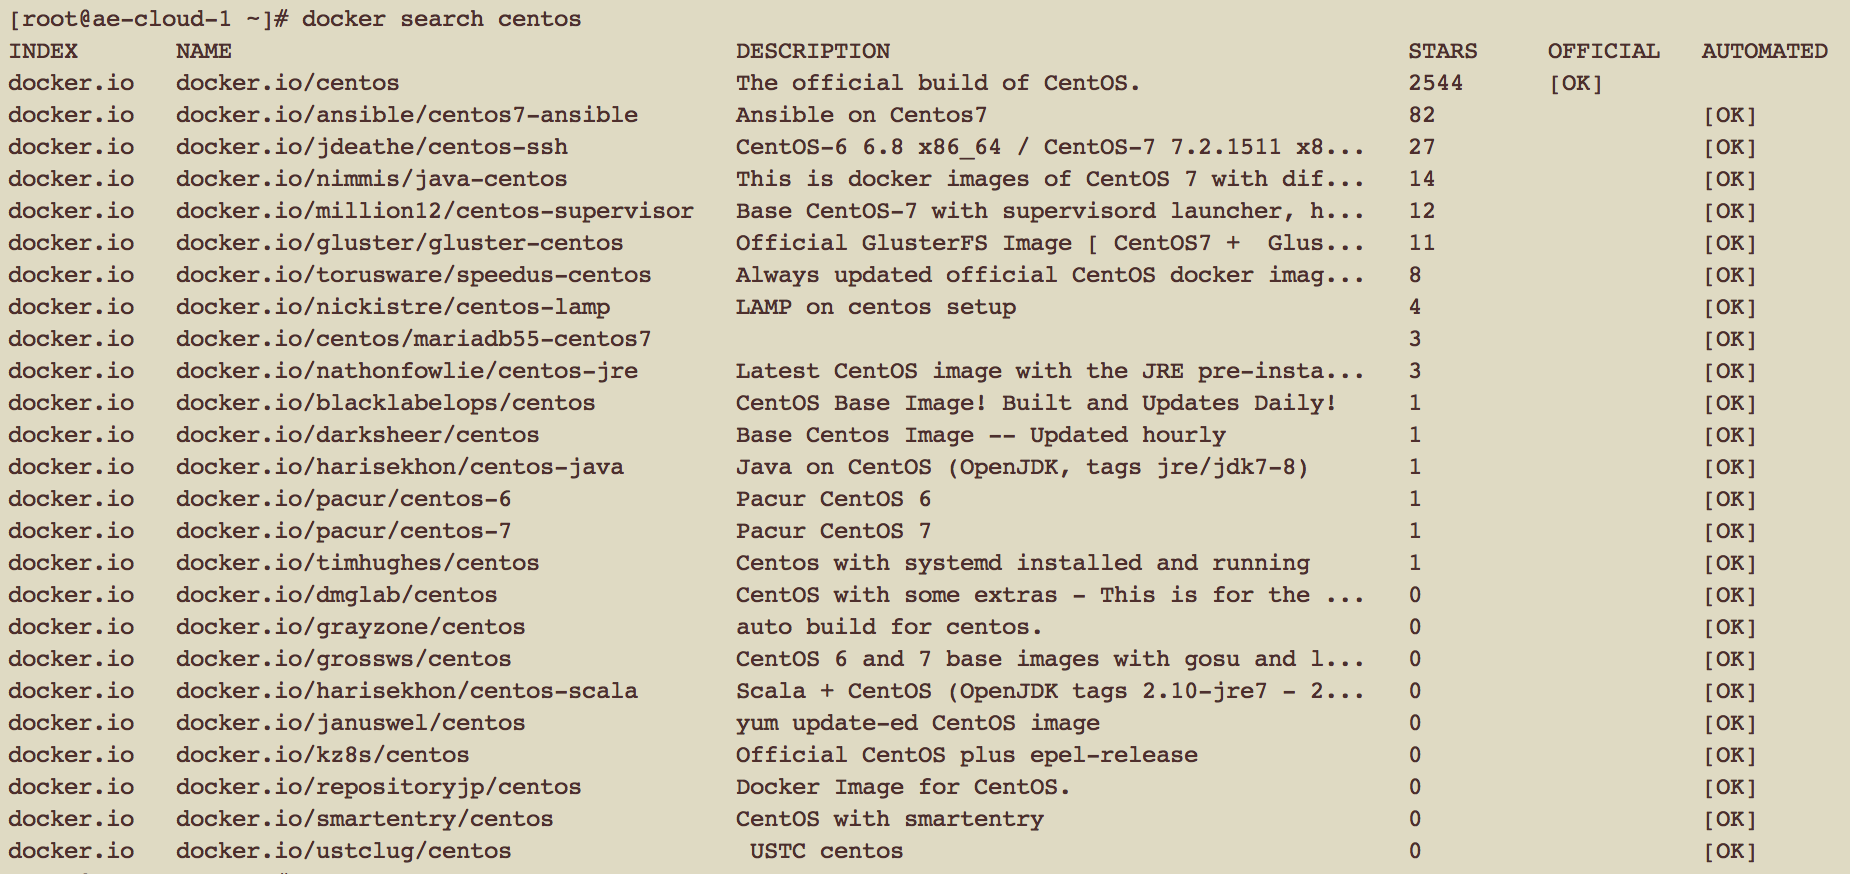 [root@ae-cloud-1 ~]# docker search centos
INDEX NAME DESCRIPTION STARS OFFICIAL AUTOMATED
docker.io docker.io/centos The official build of CentOS. 2544 [OK]
docker.io docker.io/ansible/centos7-ansible Ansible on Centos7 82 [OK]
docker.io docker.io/jdeathe/centos-ssh CentOS-6 6.8 x86_64 / CentOS-7 7.2.1511 x8... 27 [OK]
docker.io docker.io/nimmis/java-centos This is docker images of CentOS 7 with dif... 14 [OK]
docker.io docker.io/million12/centos-supervisor Base CentOS-7 with supervisord launcher, h... 12 [OK]
docker.io docker.io/gluster/gluster-centos Official GlusterFS Image [ CentOS7 +  Glus... 11 [OK]
docker.io docker.io/torusware/speedus-centos Always updated official CentOS docker imag... 8 [OK]
docker.io docker.io/nickistre/centos-lamp LAMP on centos setup 4 [OK]
docker.io docker.io/centos/mariadb55-centos7 3 [OK]
docker.io docker.io/nathonfowlie/centos-jre Latest CentOS image with the JRE pre-insta... 3 [OK]
docker.io docker.io/blacklabelops/centos CentOS Base Image! Built and Updates Daily! 1 [OK]
docker.io docker.io/darksheer/centos Base Centos Image -- Updated hourly 1 [OK]
docker.io docker.io/harisekhon/centos-java Java on CentOS (OpenJDK, tags jre/jdk7-8) 1 [OK]
docker.io docker.io/pacur/centos-6 Pacur CentOS 6 1 [OK]
docker.io docker.io/pacur/centos-7 Pacur CentOS 7 1 [OK]
docker.io docker.io/timhughes/centos Centos with systemd installed and running 1 [OK]
docker.io docker.io/dmglab/centos CentOS with some extras - This is for the ... 0 [OK]
docker.io docker.io/grayzone/centos auto build for centos. 0 [OK]
docker.io docker.io/grossws/centos CentOS 6 and 7 base images with gosu and l... 0 [OK]
docker.io docker.io/harisekhon/centos-scala Scala + CentOS (OpenJDK tags 2.10-jre7 - 2... 0 [OK]
docker.io docker.io/januswel/centos yum update-ed CentOS image 0 [OK]
docker.io docker.io/kz8s/centos Official CentOS plus epel-release 0 [OK]
docker.io docker.io/repositoryjp/centos Docker Image for CentOS. 0 [OK]
docker.io docker.io/smartentry/centos CentOS with smartentry 0 [OK]
docker.io docker.io/ustclug/centos USTC centos 0 [OK]